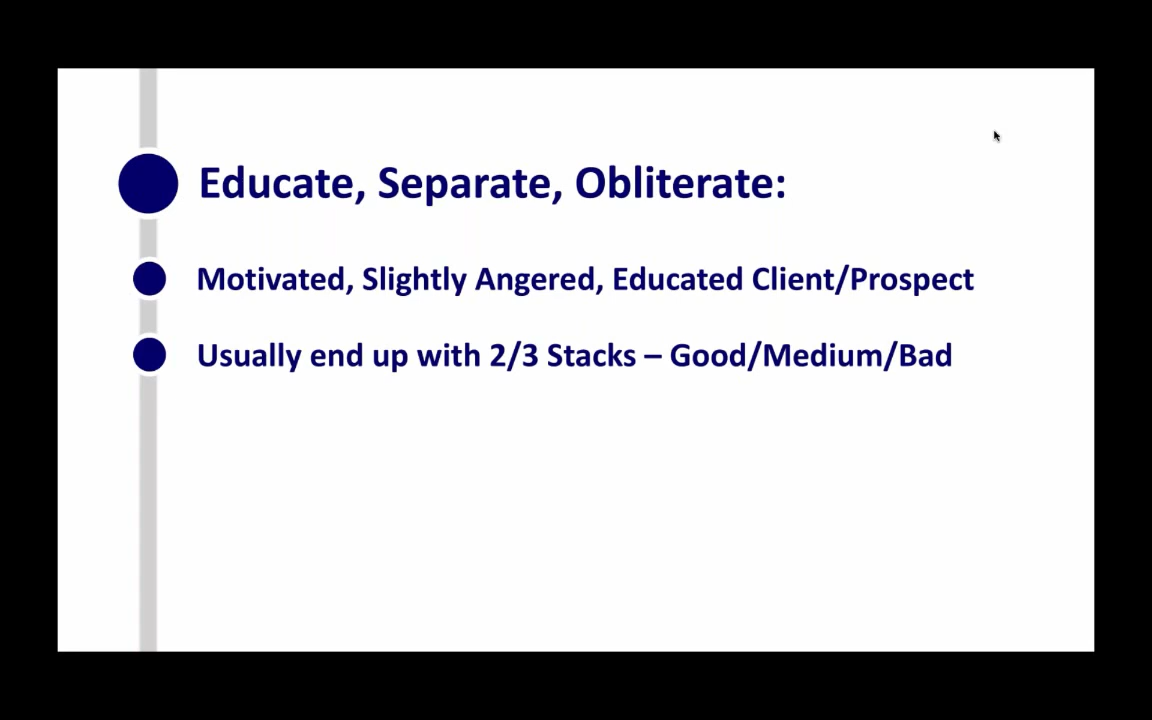 Educate, Separate, Obliterate:
Motivated, Slightly Angered, Educated Client/Prospect
Usually end up with 2/3 Stacks – Good/Medium/Bad